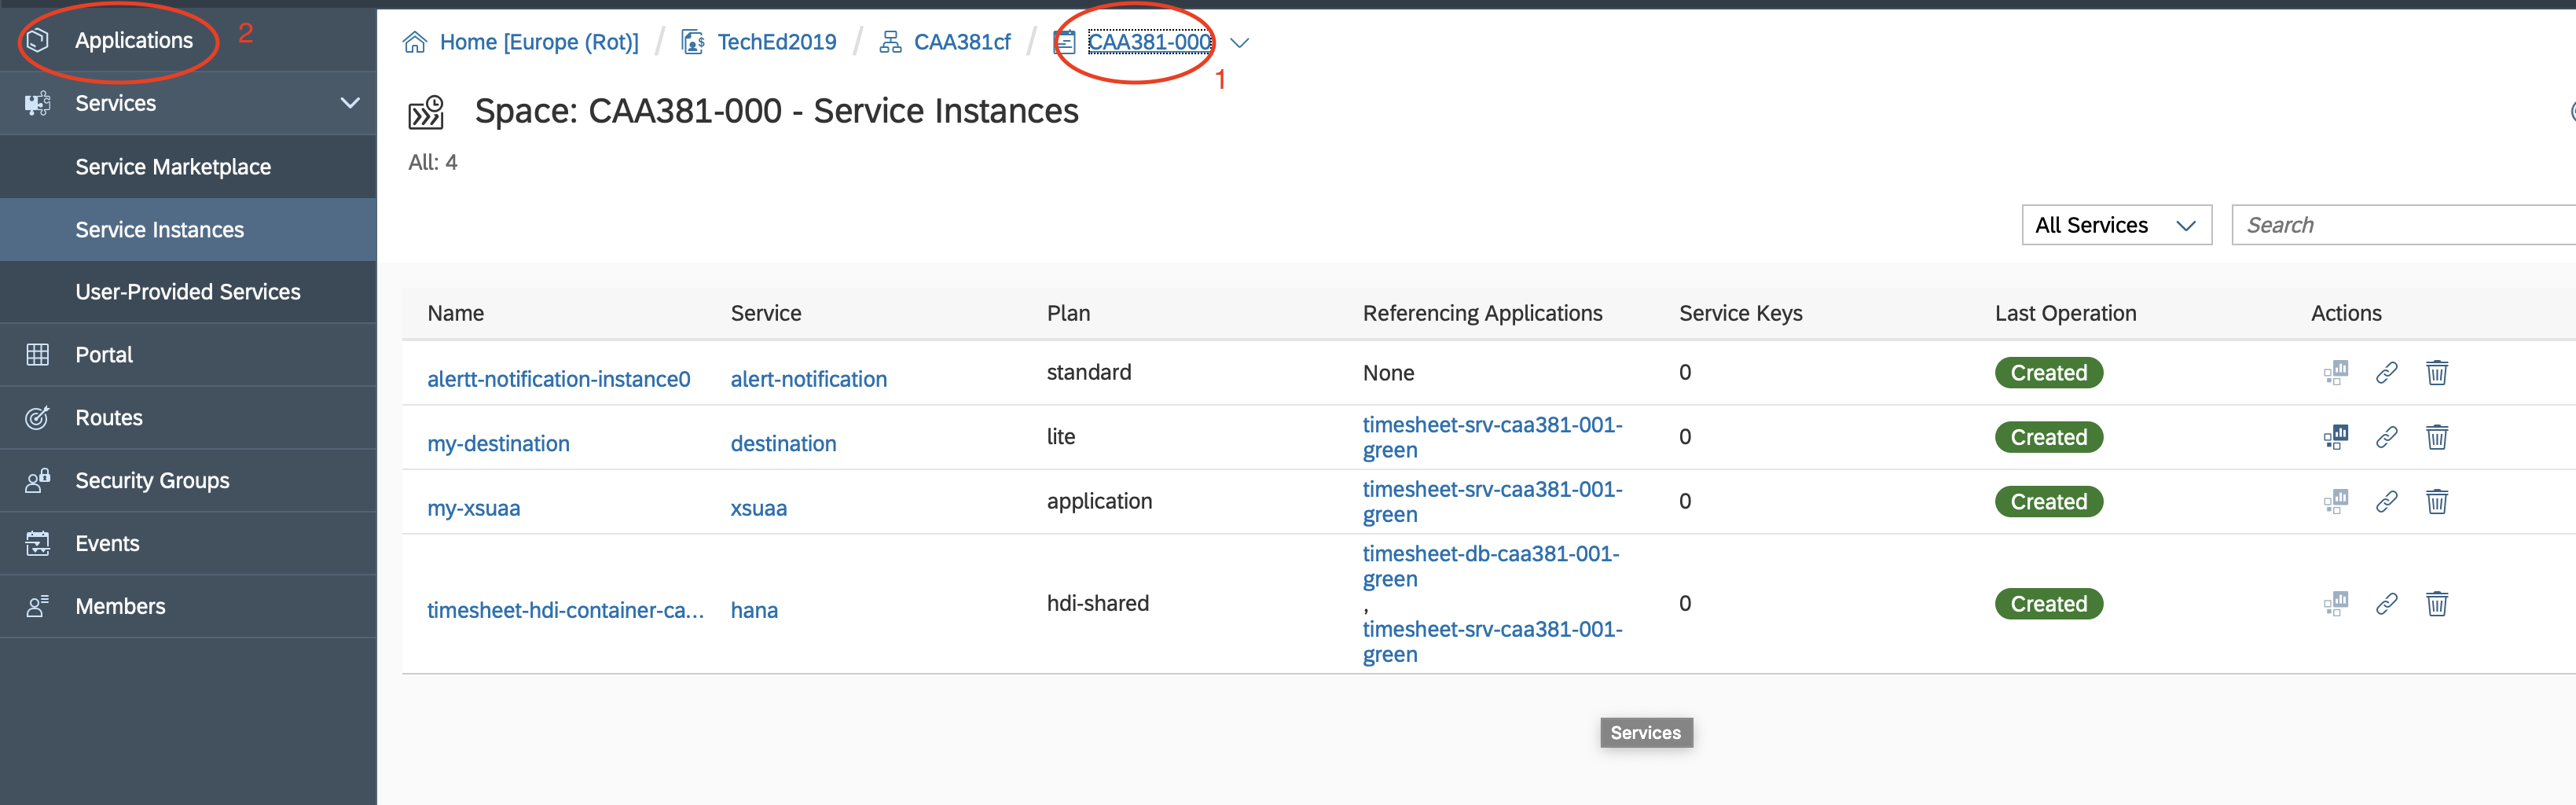 Applications
2
Services
Service Marketplace
Service Instances
User-Provided Services
Portal
Routes
Security Groups
Events
Members
Home [Europe (Rot)] / TechEd2019 / CAA381cf / CAA381-000
1
Space: CAA381-000 - Service Instances
All: 4
All Services
Search
Name Service Plan Referencing Applications Service Keys Last Operation Actions
alertt-notification-instance0 alert-notification standard None 0 Created
my-destination destination lite timesheet-srv-caa381-001-
green 0 Created
my-xsuaa xsuaa application timesheet-srv-caa381-001-
green 0 Created
timesheet-hdi-container-ca... hana hdi-shared timesheet-db-caa381-001-
green
,
timesheet-srv-caa381-001-
green 0 Created
Services